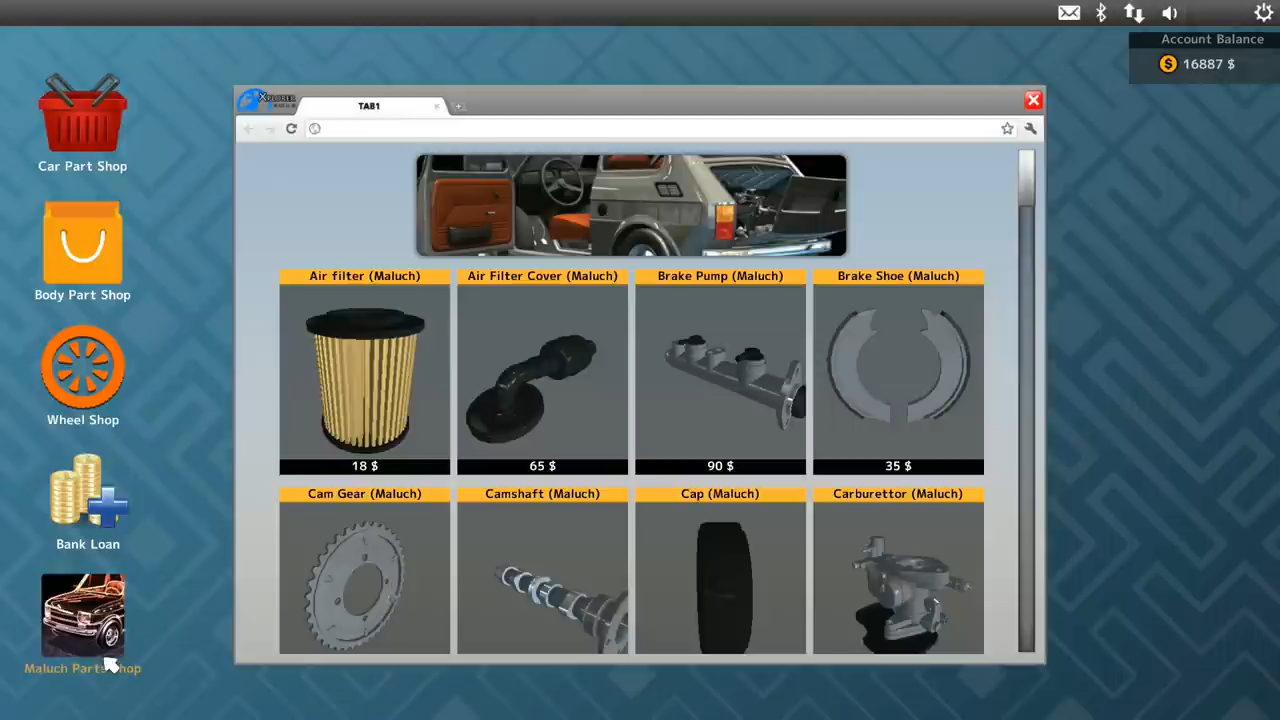 Account Balance
16887 $
Car Part Shop
Body Part Shop
Wheel Shop
Bank Loan
TAB1
Air filter (Maluch)
Air Filter Cover (Maluch)
Brake Pump (Maluch)
Brake Shoe (Maluch)
18 $
65 $
90 $
35 $
Cam Gear (Maluch)
Camshaft (Maluch)
Cap (Maluch)
Carburettor (Maluch)
Maluch Parts Shop